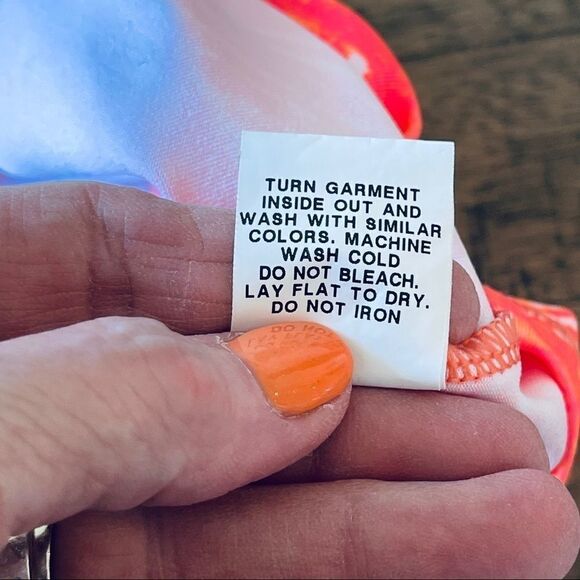 TURN GARMENT
INSIDE OUT AND
WASH WITH SIMILAR
COLORS. MACHINE
WASH COLD
DO NOT BLEACH.
LAY FLAT TO DRY.
DO NOT IRON